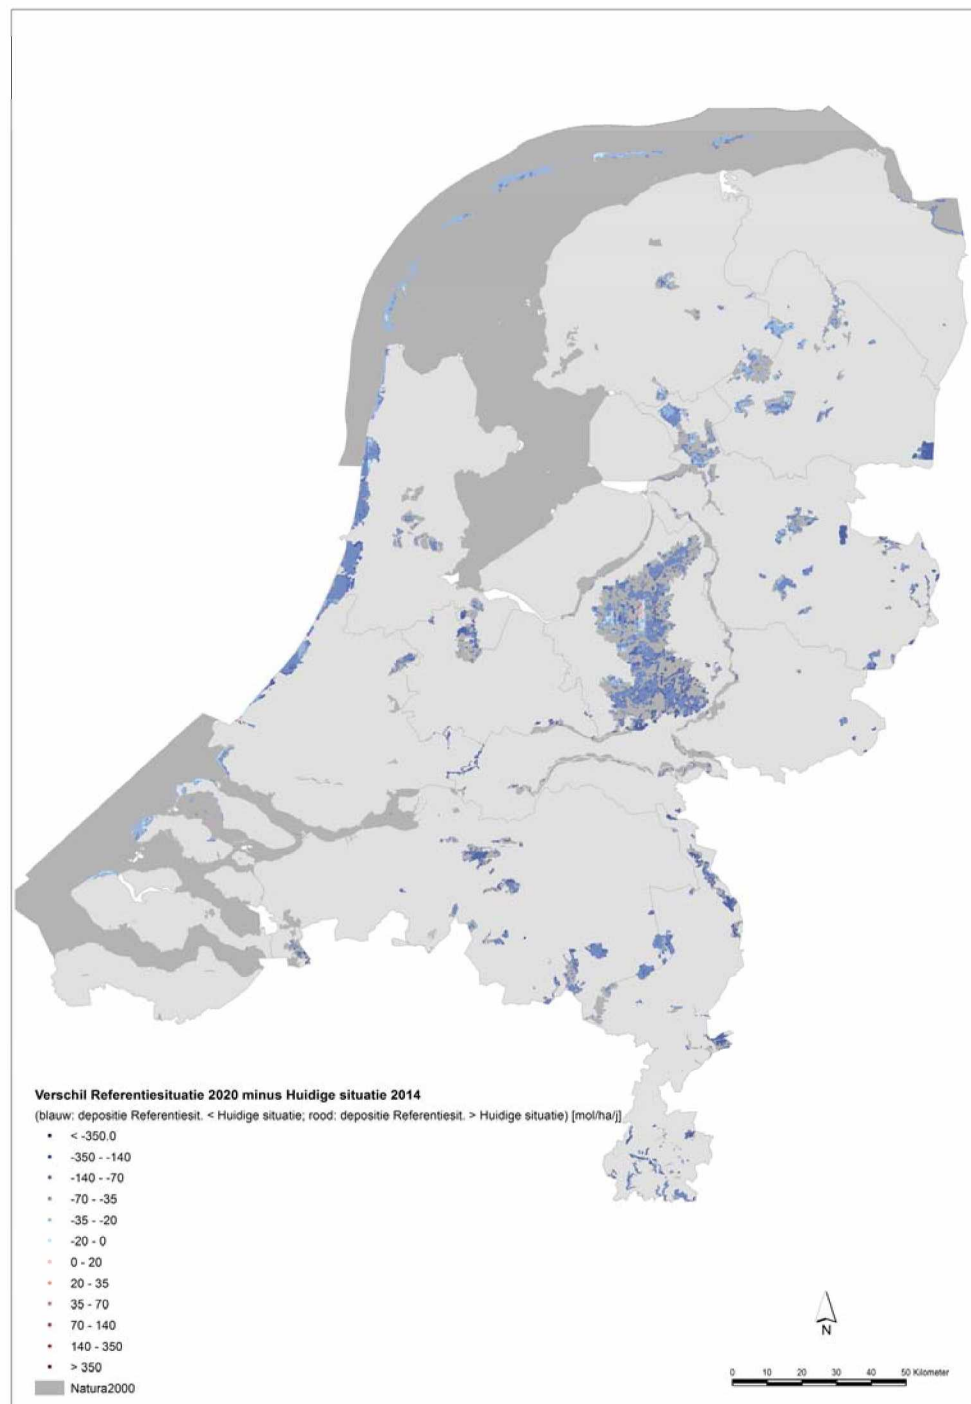 Verschil Referentiesituatie 2020 minus Huidige situatie 2014
(blauw: depositie Referentiesit. < Huidige situatie; rood: depositie Referentiesit. > Huidige situatie) [mol/ha/j]
< -350.0
-350 - -140
-140 - -70
-70 - -35
-35 - -20
-20 - 0
0 - 20
20 - 35
35 - 70
70 - 140
140 - 350
> 350
Natura2000
N
0 10 20 30 40 50 Kilometer